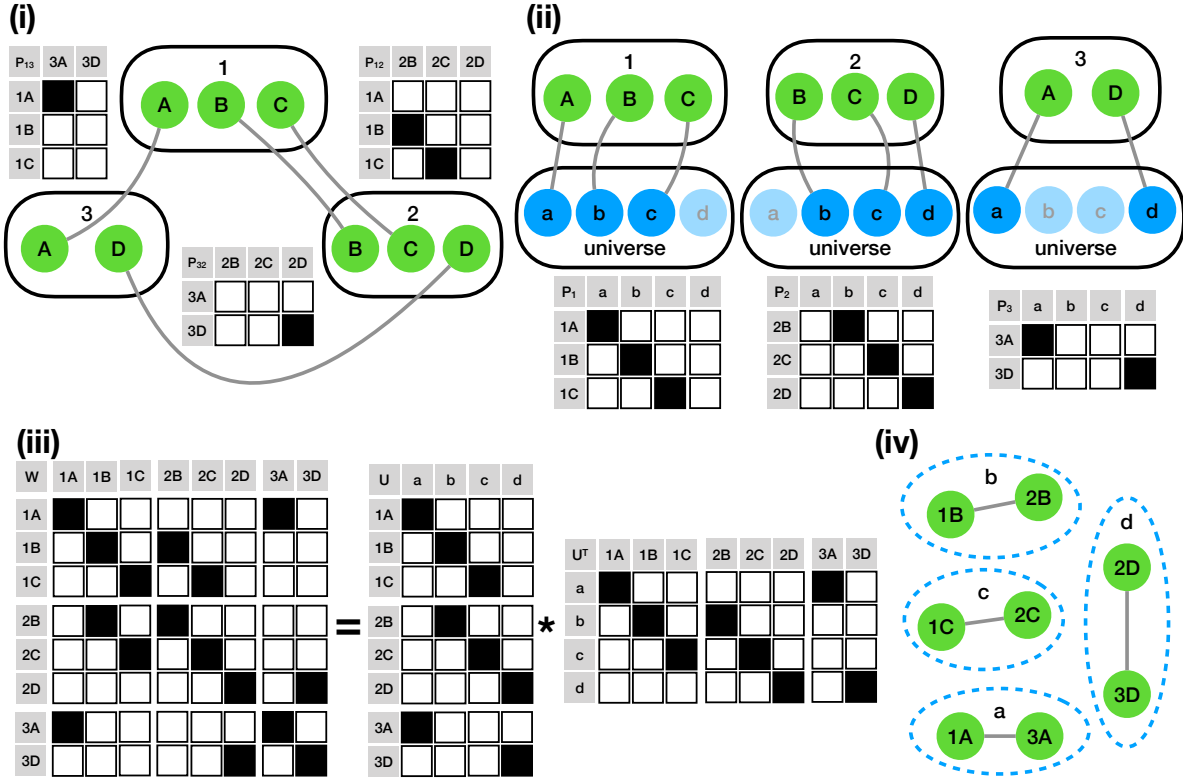 (i)
P13 3A 3D
1A
1B
1C
1
A B C
P12 2B 2C 2D
1A
1B
1C
3
A D
2
B C D
P32 2B 2C 2D
3A
3D
(ii)
1
A B C
a b c d
universe
2
B C D
a b c d
universe
3
A D
a b c d
universe
P1 a b c d
1A
1B
1C
P2 a b c d
2B
2C
2D
P3 a b c d
3A
3D
(iii)
W 1A 1B 1C 2B 2C 2D 3A 3D
1A
1B
1C
2B
2C
2D
3A
3D
=
U a b c d
1A
1B
1C
2B
2C
2D
3A
3D
*
UT 1A 1B 1C 2B 2C 2D 3A 3D
a
b
c
d
(iv)
b
1B 2B
c
1C 2C
a
1A 3A
d
2D
3D